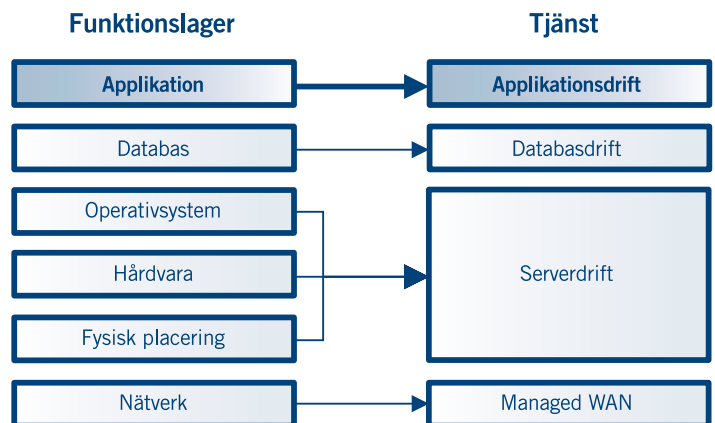 Funktionslager
Tjänst
Applikation
Applikationsdrift
Databas
Databasdrift
Operativsystem
Hårdvara
Serverdrift
Fysisk placering
Nätverk
Managed WAN